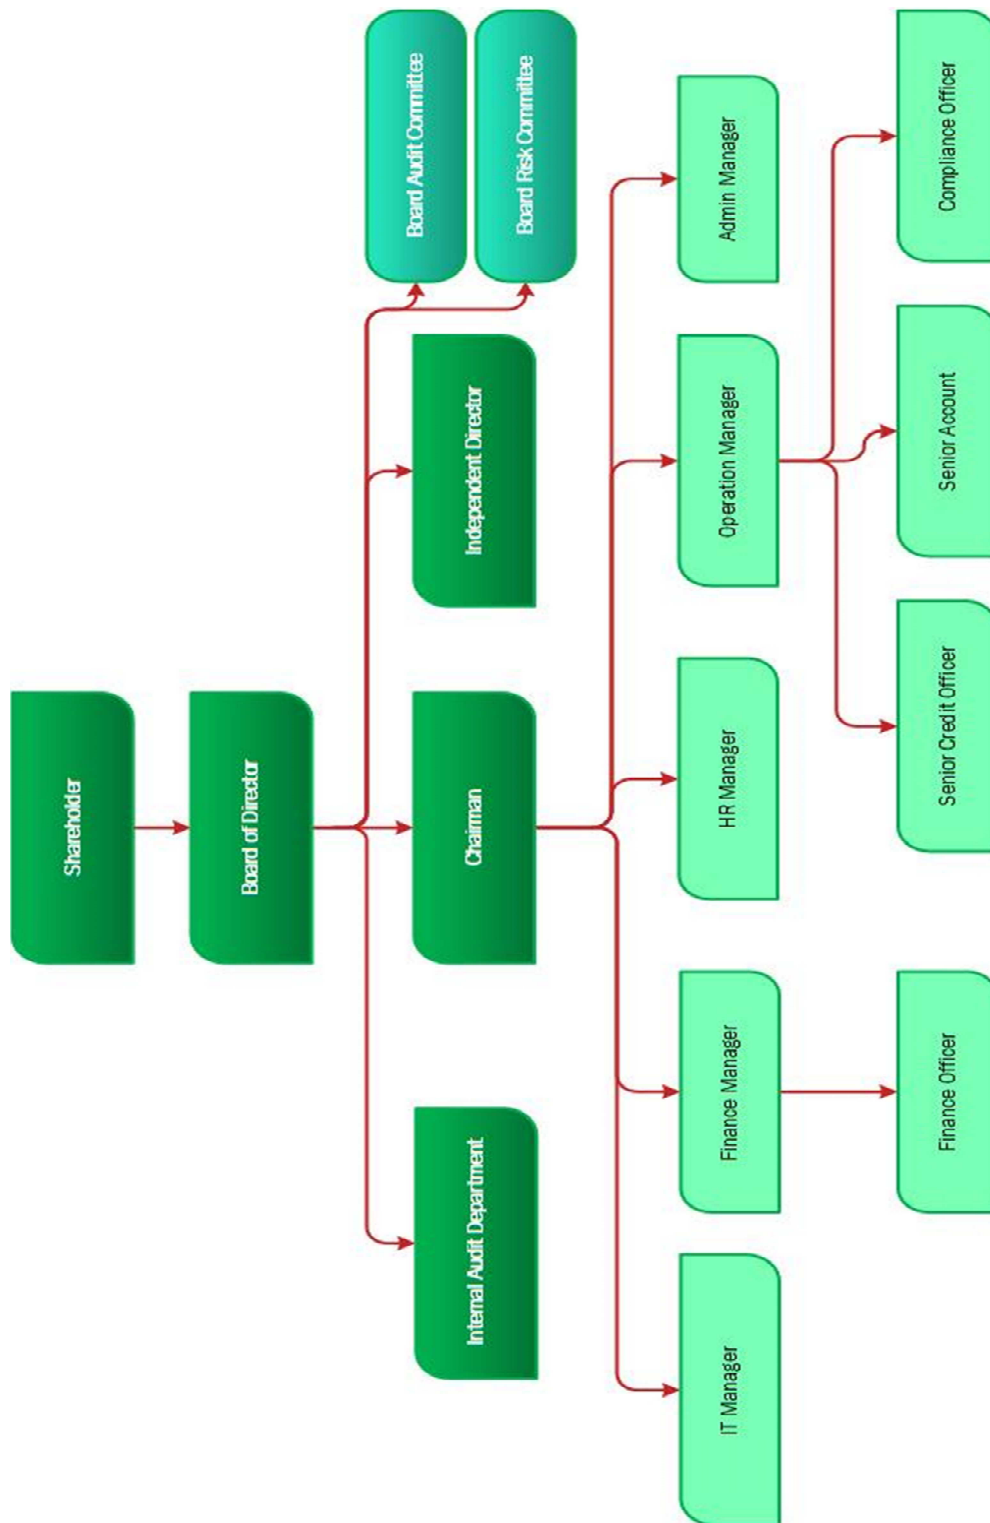 Shareholder
Board of Director
Internal Audit Department
Chairman
Independent Director
Board Audit Committee
Board Risk Committee
IT Manager
Finance Manager
HR Manager
Operation Manager
Admin Manager
Finance Officer
Senior Credit Officer
Senior Account
Compliance Officer